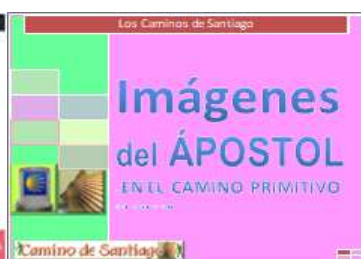 Los Caminos de Santiago
Imágenes
del ÁPOSTOL
EN EL CAMINO PRIMITIVO
Camino de Santiago